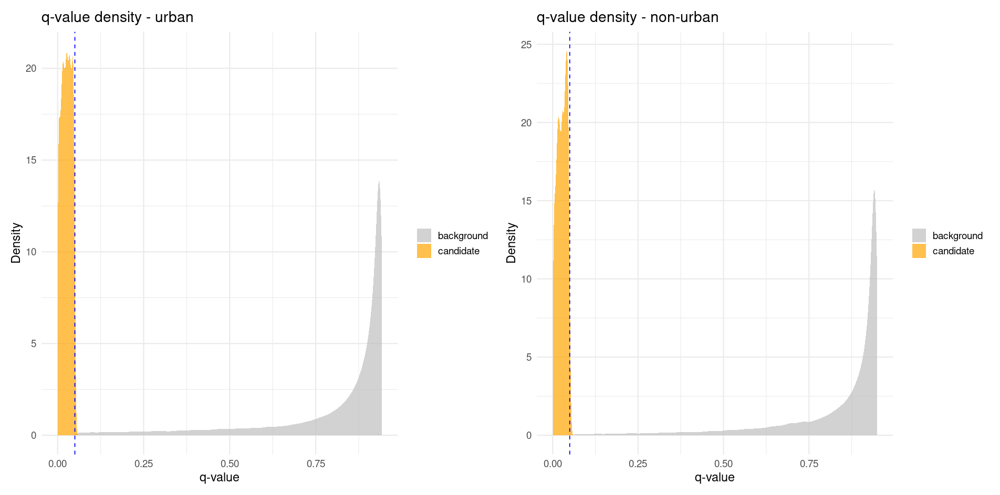 q-value density - urban
20
15
10
5
0
Density
0.00 0.25 0.50 0.75
q-value
background
candidate
q-value density - non-urban
25
20
15
10
5
0
Density
0.00 0.25 0.50 0.75
q-value
background
candidate